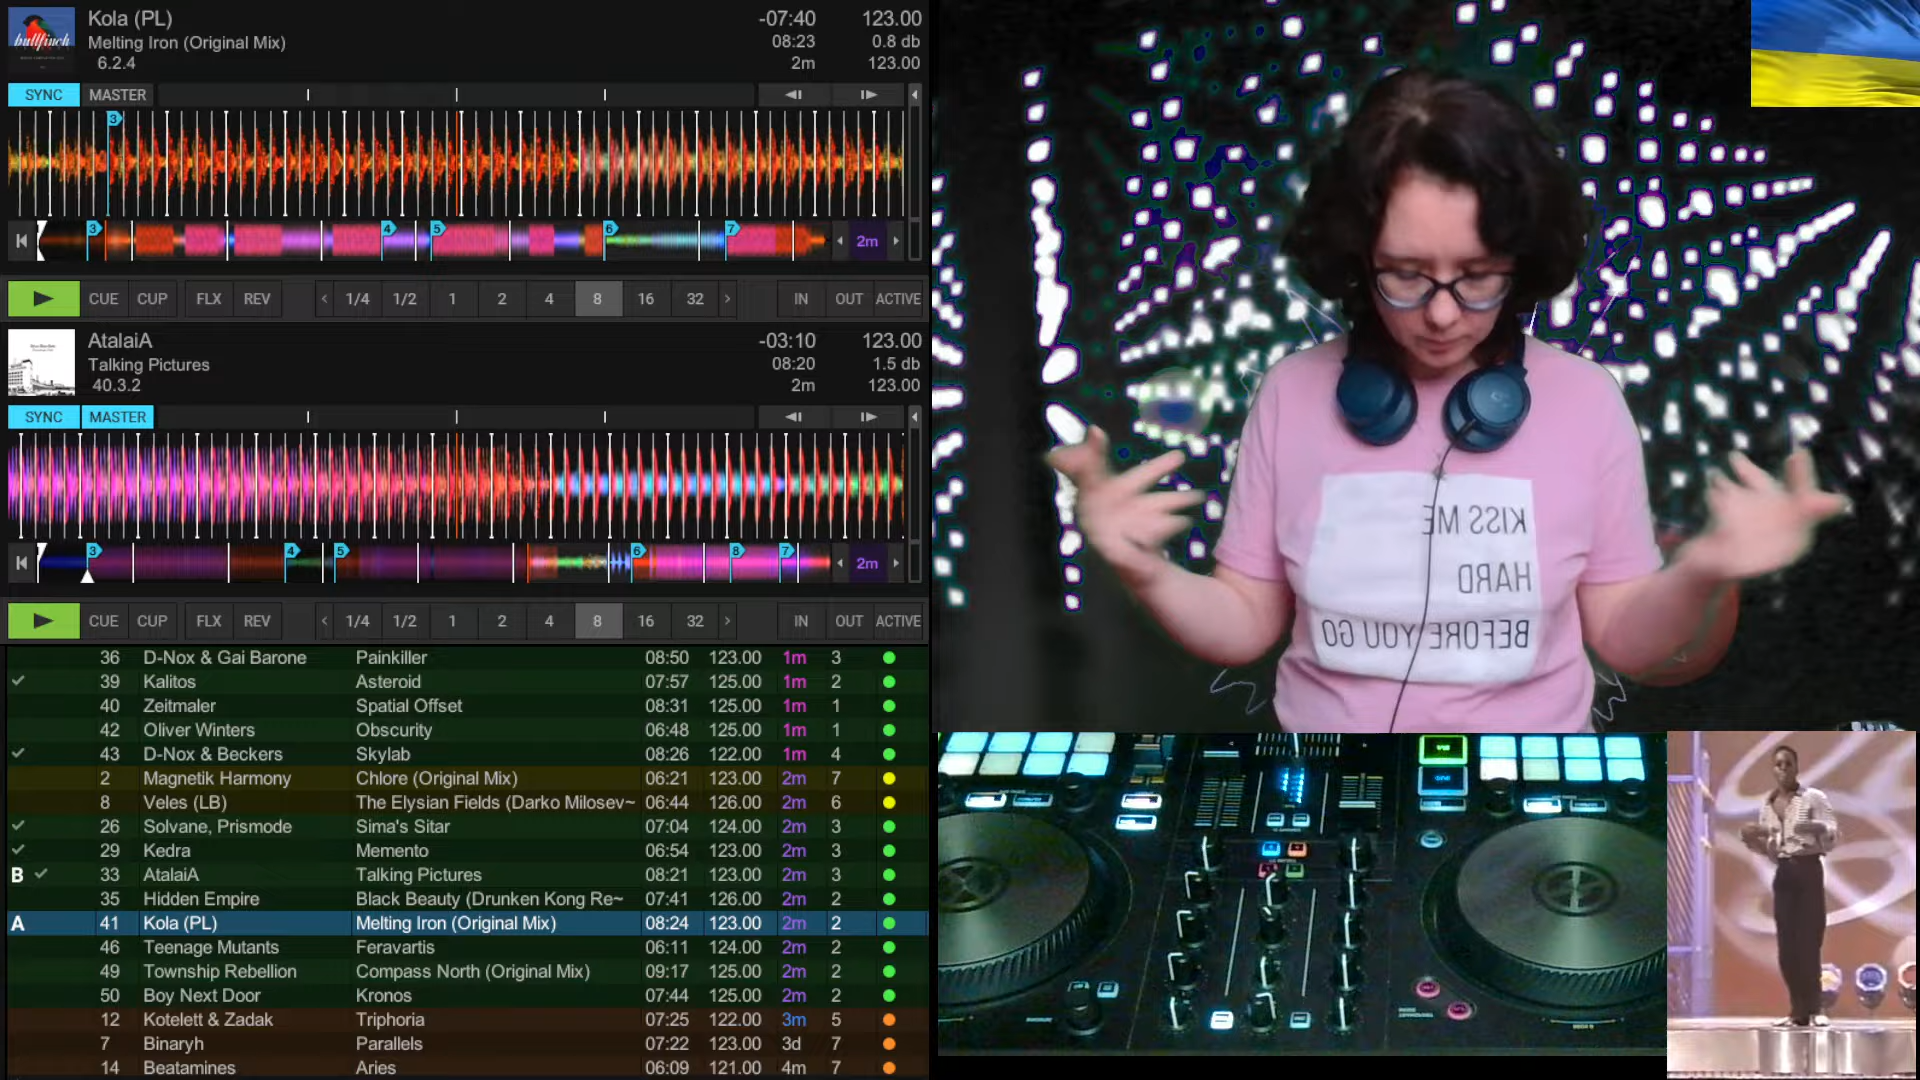 bullfinch
Kola (PL)
-07:40
123.00
Melting Iron (Original Mix)
08:23
0.8 db
6.2.4
2m
123.00
SYNC
MASTER
3
3
4
5
6
7
2m
CUE
CUP
FLX
REV
1/4
1/2
1
2
4
8
16
32
IN
OUT
ACTIVE
AtalaiA
-03:10
123.00
Talking Pictures
08:20
1.5 db
40.3.2
2m
123.00
SYNC
MASTER
3
4
5
6
8
7
2m
CUE
CUP
FLX
REV
1/4
1/2
1
2
4
8
16
32
IN
OUT
ACTIVE
36 D-Nox & Gai Barone Painkiller 08:50 123.00 1m 3
39 Kalitos Asteroid 07:57 125.00 1m 2
40 Zeitmaler Spatial Offset 08:31 125.00 1m 1
42 Oliver Winters Obscurity 06:48 125.00 1m 1
43 D-Nox & Beckers Skylab 08:26 122.00 1m 4
2 Magnetik Harmony Chlore (Original Mix) 06:21 123.00 2m 7
8 Veles (LB) The Elysian Fields (Darko Milosev~ 06:44 126.00 2m 6
26 Solvane, Prismode Sima's Sitar 07:04 124.00 2m 3
29 Kedra Memento 06:54 123.00 2m 3
B 33 AtalaiA Talking Pictures 08:21 123.00 2m 3
35 Hidden Empire Black Beauty (Drunken Kong Re~ 07:41 126.00 2m 2
A 41 Kola (PL) Melting Iron (Original Mix) 08:24 123.00 2m 2
46 Teenage Mutants Feravartis 06:11 124.00 2m 2
49 Township Rebellion Compass North (Original Mix) 09:17 125.00 2m 2
50 Boy Next Door Kronos 07:44 125.00 2m 2
12 Kotelett & Zadak Triphoria 07:25 122.00 3m 5
7 Binaryh Parallels 07:22 123.00 3d 7
14 Beatamines Aries 06:09 121.00 4m 7
KISS ME
HARD
BEFORE YOU GO